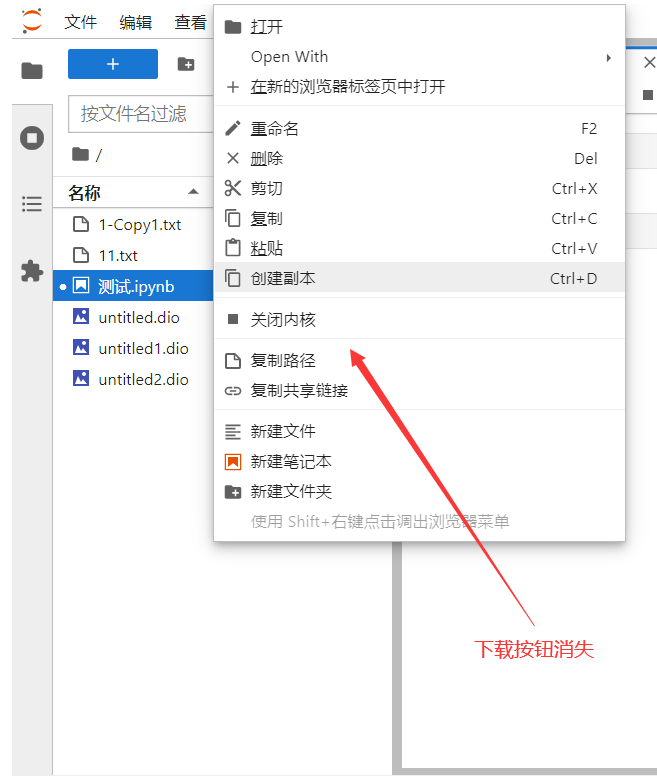 文件 编辑 查看
打开
Open With
在新的浏览器标签页中打开
按文件名过滤
重命名 F2
/
删除 Del
名称
剪切 Ctrl+X
1-Copy1.txt
复制 Ctrl+C
11.txt
粘贴 Ctrl+V
测试.ipynb
创建副本 Ctrl+D
untitled.dio
关闭内核
untitled1.dio
复制路径
untitled2.dio
复制共享链接
新建文件
新建笔记本
新建文件夹
使用 Shift+右键点击调出浏览器菜单
下载按钮消失